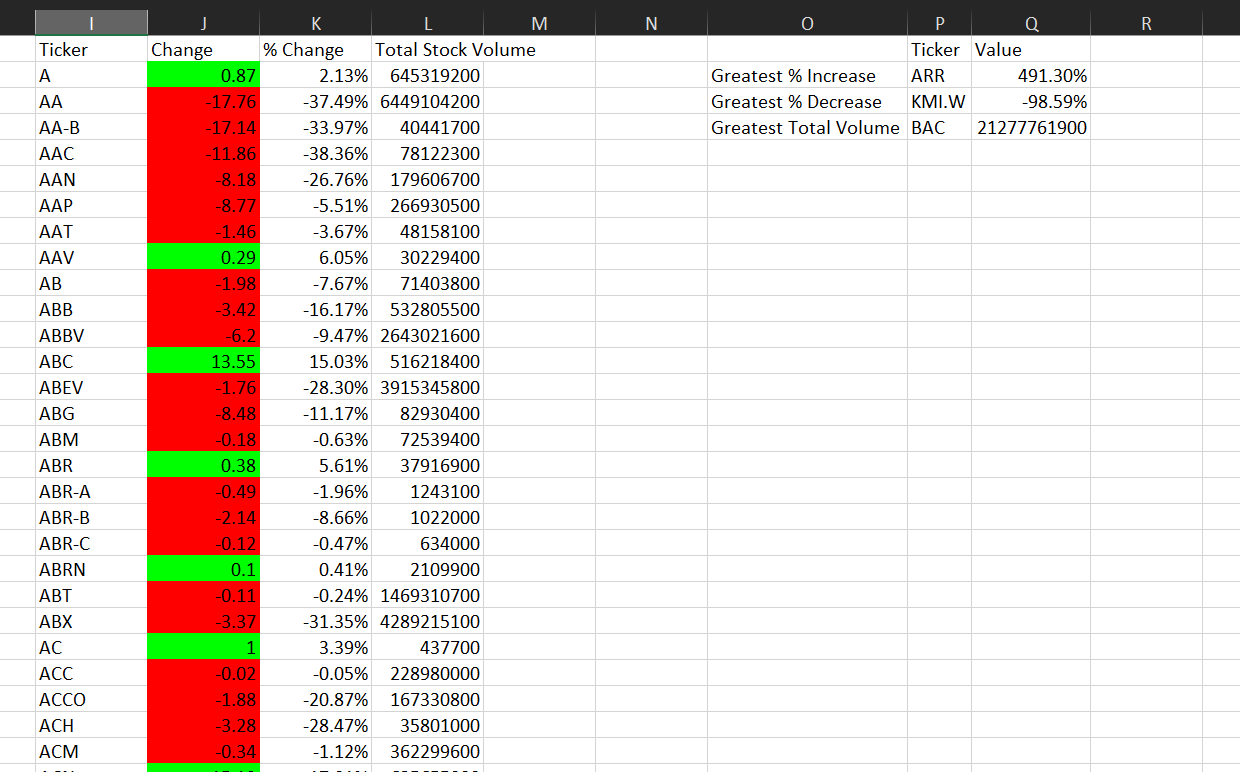 I J K L M N O P Q R
Ticker Change % Change Total Stock Volume Ticker Value
A 0.87 2.13% 645319200 Greatest % Increase ARR 491.30%
AA -17.76 -37.49% 6449104200 Greatest % Decrease KMI.W -98.59%
AA-B -17.14 -33.97% 40441700 Greatest Total Volume BAC 21277761900
AAC -11.86 -38.36% 78122300
AAN -8.18 -26.76% 179606700
AAP -8.77 -5.51% 266930500
AAT -1.46 -3.67% 48158100
AAV 0.29 6.05% 30229400
AB -1.98 -7.67% 71403800
ABB -3.42 -16.17% 532805500
ABBV -6.2 -9.47% 2643021600
ABC 13.55 15.03% 516218400
ABEV -1.76 -28.30% 3915345800
ABG -8.48 -11.17% 82930400
ABM -0.18 -0.63% 72539400
ABR 0.38 5.61% 37916900
ABR-A -0.49 -1.96% 1243100
ABR-B -2.14 -8.66% 1022000
ABR-C -0.12 -0.47% 634000
ABRN 0.1 0.41% 2109900
ABT -0.11 -0.24% 1469310700
ABX -3.37 -31.35% 4289215100
AC 1 3.39% 437700
ACC -0.02 -0.05% 228980000
ACCO -1.88 -20.87% 167330800
ACH -3.28 -28.47% 35801000
ACM -0.34 -1.12% 362299600